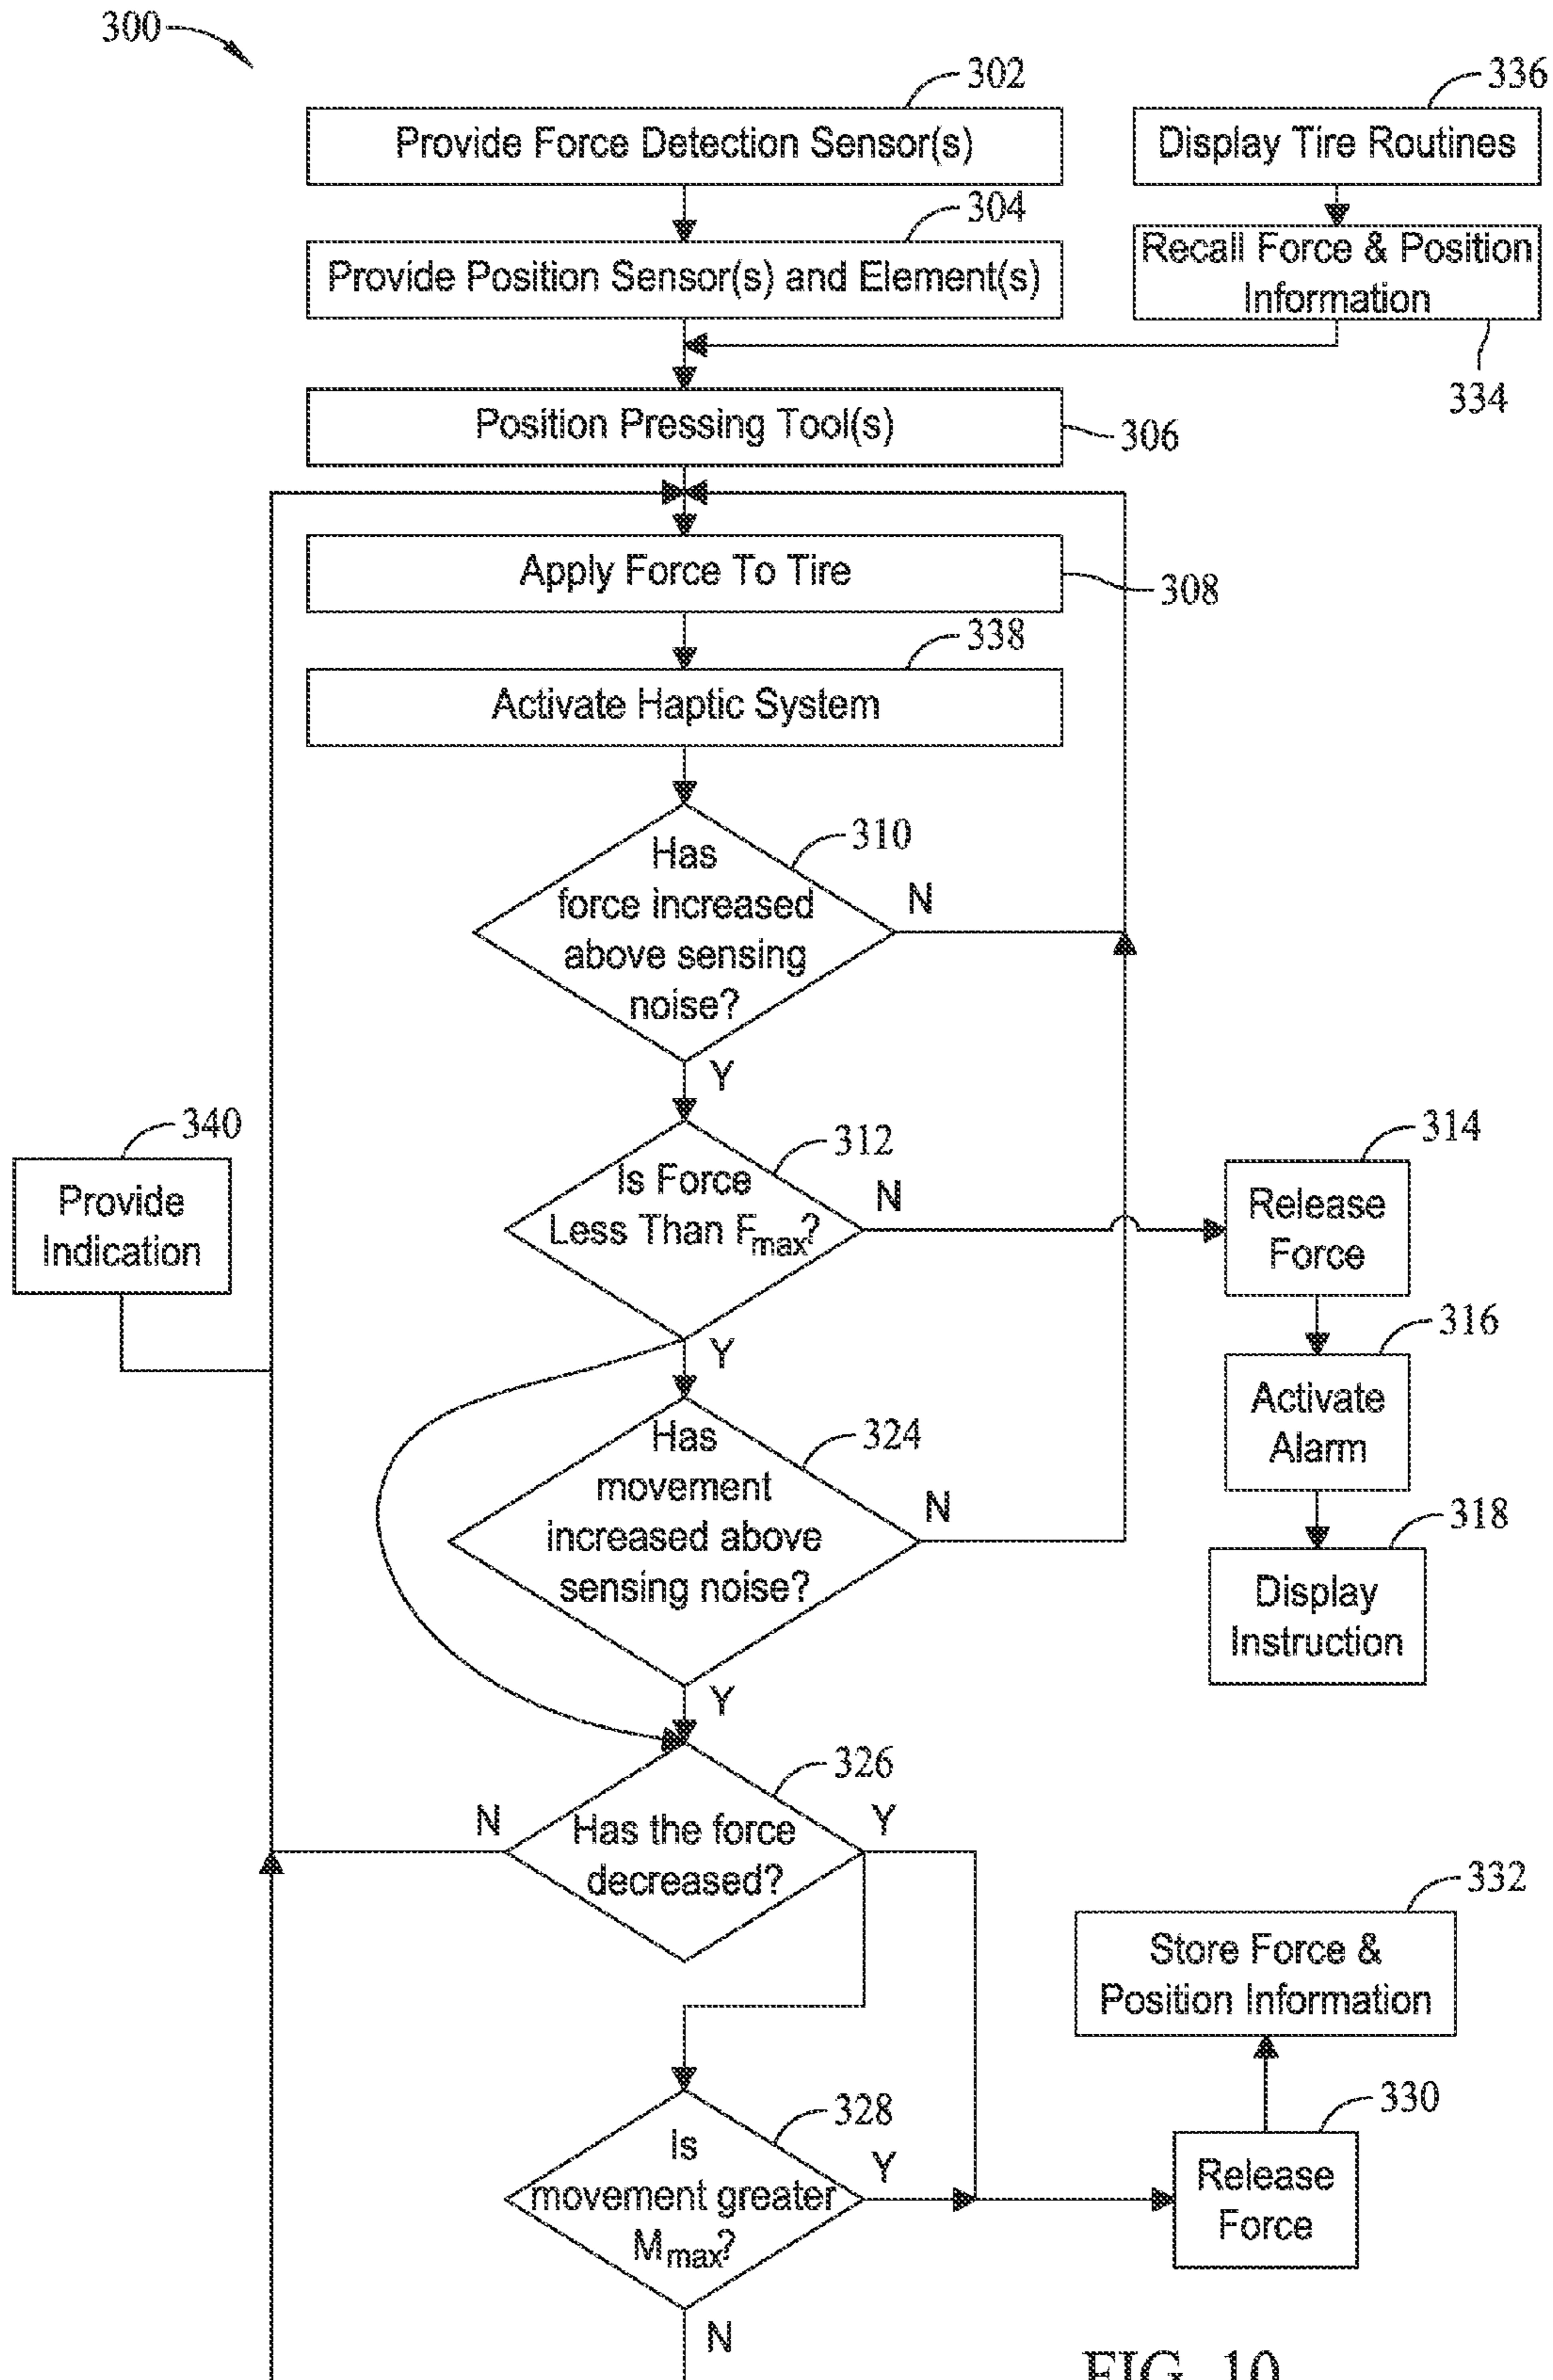 300
302
336
Provide Force Detection Sensor(s)
Display Tire Routines
304
Provide Position Sensor(s) and Element(s)
Recall Force & Position
Information
334
Position Pressing Tool(s)
306
Apply Force To Tire
308
338
Activate Haptic System
310
Has
force increased
above sensing
noise?
N
Y
340
Provide
Indication
312
Is Force
Less Than Fmax?
N
Y
314
Release
Force
316
Activate
Alarm
318
Display
Instruction
324
Has
movement
increased above
sensing noise?
N
Y
326
Has the force
decreased?
N
Y
332
Store Force &
Position Information
328
Is
movement greater
Mmax?
Y
N
330
Release
Force
FIG. 10